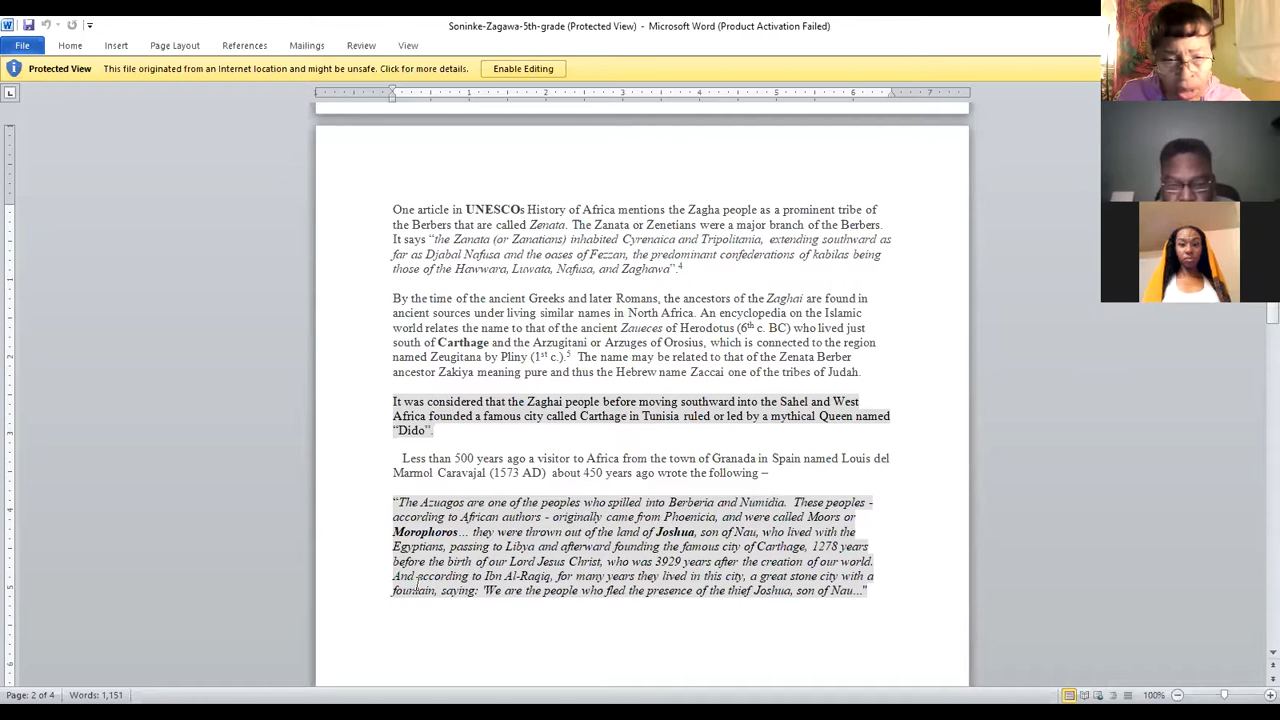 Soninke-Zagawa-5th-grade (Protected View) - Microsoft Word (Product Activation Failed)
File Home Insert Page Layout References Mailings Review View
Protected View This file originated from an Internet location and might be unsafe. Click for more details. Enable Editing
1 2 3 4 5 6 7
One article in UNESCOs History of Africa mentions the Zagha people as a prominent tribe of
the Berbers that are called Zenata. The Zanata or Zenetians were a major branch of the Berbers.
It says “the Zanata (or Zanatians) inhabited Cyrenaica and Tripolitania, extending southward as
far as Djabal Nafusa and the oases of Fezzan, the predominant confederations of kabilas being
those of the Hawwara, Luwata, Nafusa, and Zaghawa”.4
By the time of the ancient Greeks and later Romans, the ancestors of the Zaghai are found in
ancient sources under living similar names in North Africa. An encyclopedia on the Islamic
world relates the name to that of the ancient Zaueces of Herodotus (6th c. BC) who lived just
south of Carthage and the Arzugitani or Arzuges of Orosius, which is connected to the region
named Zeugitana by Pliny (1st c.).5 The name may be related to that of the Zenata Berber
ancestor Zakiya meaning pure and thus the Hebrew name Zaccai one of the tribes of Judah.
It was considered that the Zaghai people before moving southward into the Sahel and West
Africa founded a famous city called Carthage in Tunisia ruled or led by a mythical Queen named
“Dido”.
Less than 500 years ago a visitor to Africa from the town of Granada in Spain named Louis del
Marmol Caravajal (1573 AD) about 450 years ago wrote the following –
“The Azuagos are one of the peoples who spilled into Berberia and Numidia. These peoples -
according to African authors - originally came from Phoenicia, and were called Moors or
Morophoros... they were thrown out of the land of Joshua, son of Nau, who lived with the
Egyptians, passing to Libya and afterward founding the famous city of Carthage, 1278 years
before the birth of our Lord Jesus Christ, who was 3929 years after the creation of our world.
And according to Ibn Al-Raqiq, for many years they lived in this city, a great stone city with a
fountain, saying: 'We are the people who fled the presence of the thief Joshua, son of Nau..."
Page: 2 of 4 Words: 1,151 100%